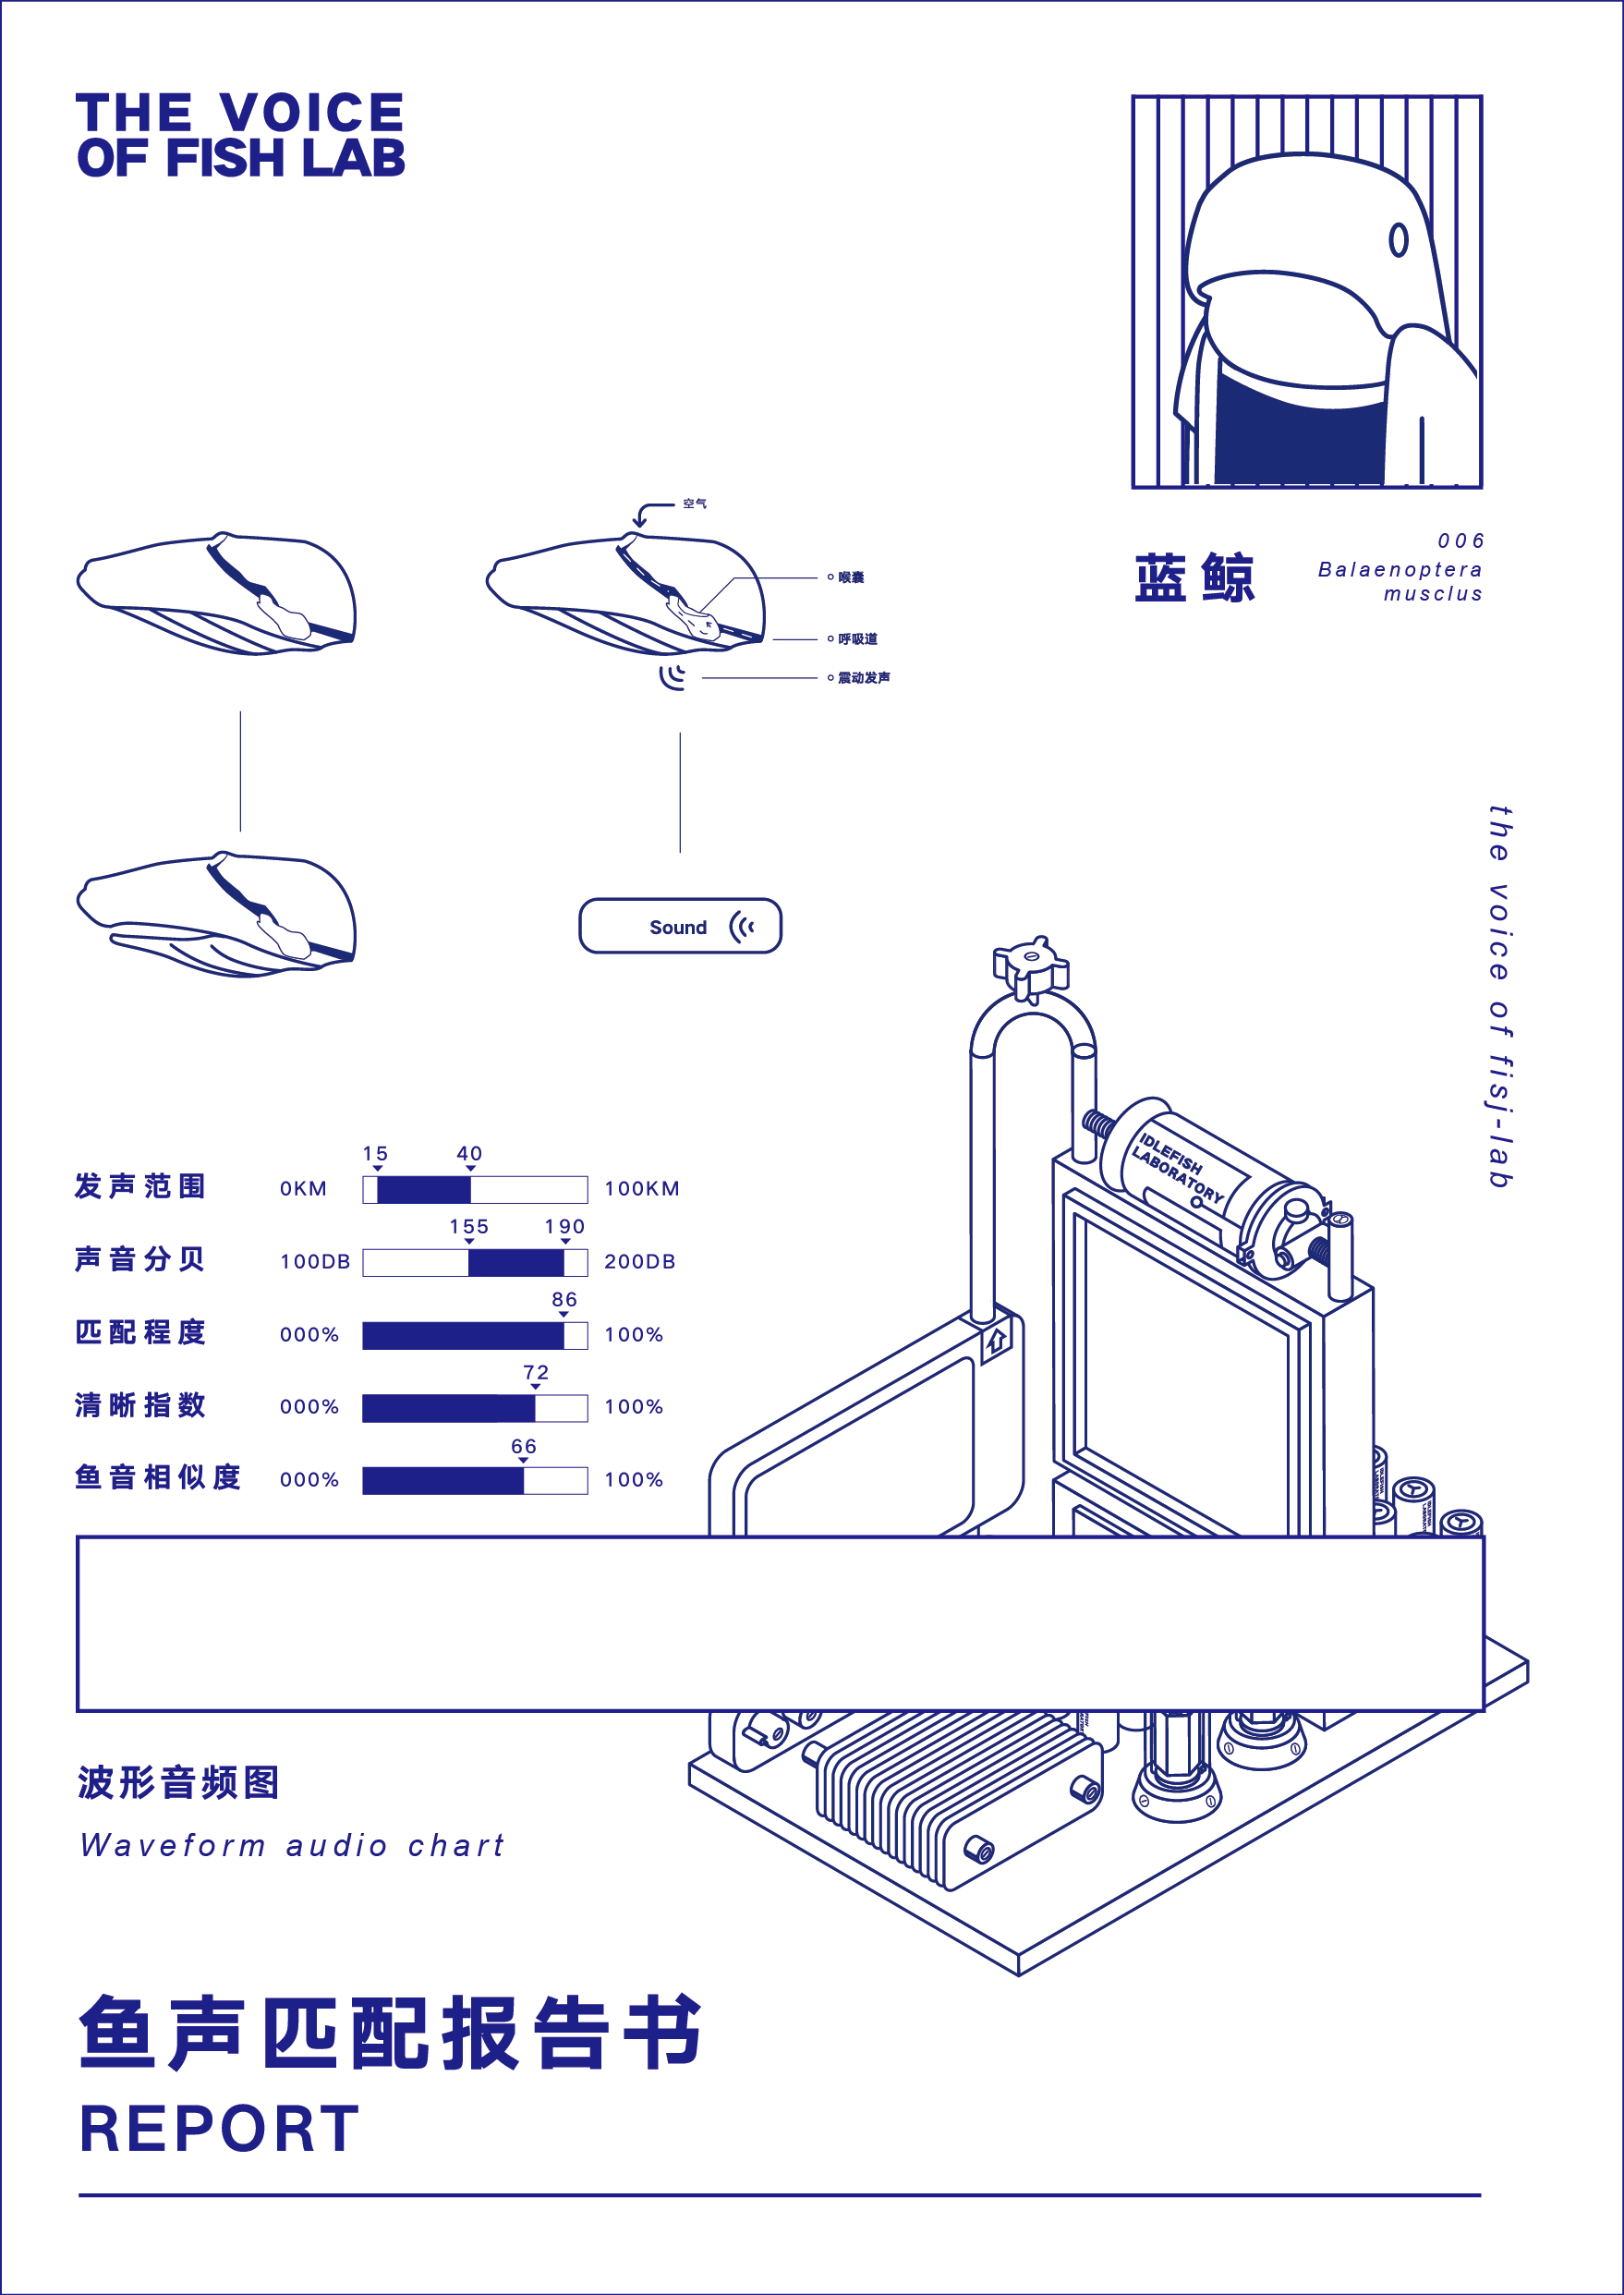 THE VOICE
OF FISH LAB
006
蓝鲸
Balaenoptera
musclus
空气
喉囊
呼吸道
震动发声
Sound
the voice of fisj-lab
IDLEFISH
LABORATORY
15 40
发声范围 0KM 100KM
155 190
声音分贝 100DB 200DB
86
匹配程度 000% 100%
72
清晰指数 000% 100%
66
鱼音相似度 000% 100%
波形音频图
Waveform audio chart
鱼声匹配报告书
REPORT